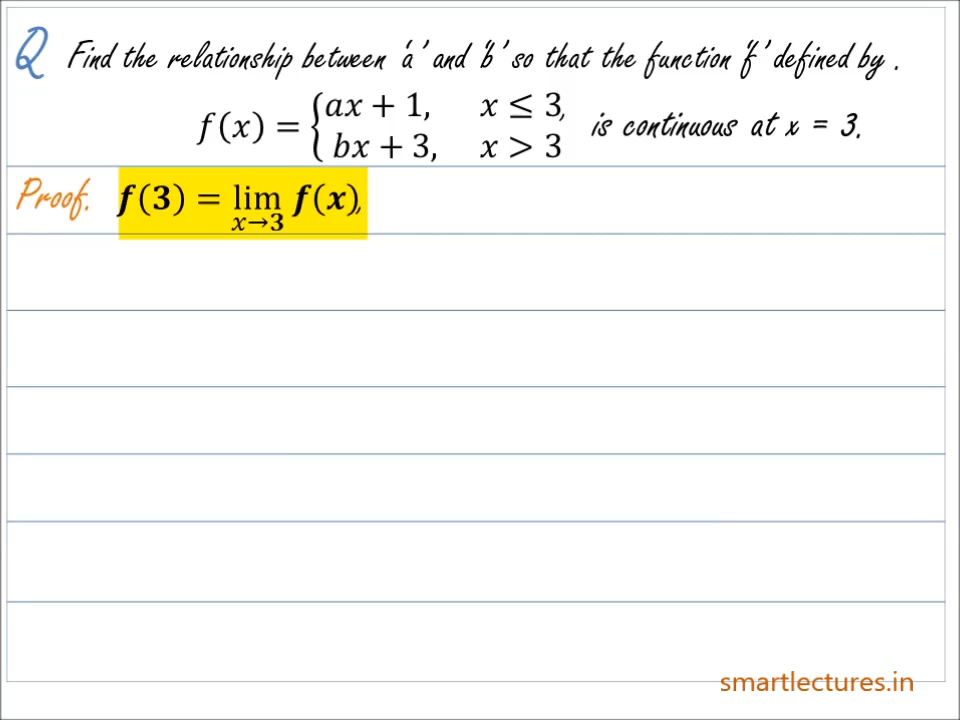 Q Find the relationship between ‘a’ and ‘b’ so that the function ‘f’ defined by .
f(x) = {ax + 1, x ≤ 3,
bx + 3, x > 3 is continuous at x = 3.
Proof. f(3) = lim x→3 f(x),
smartlectures.in